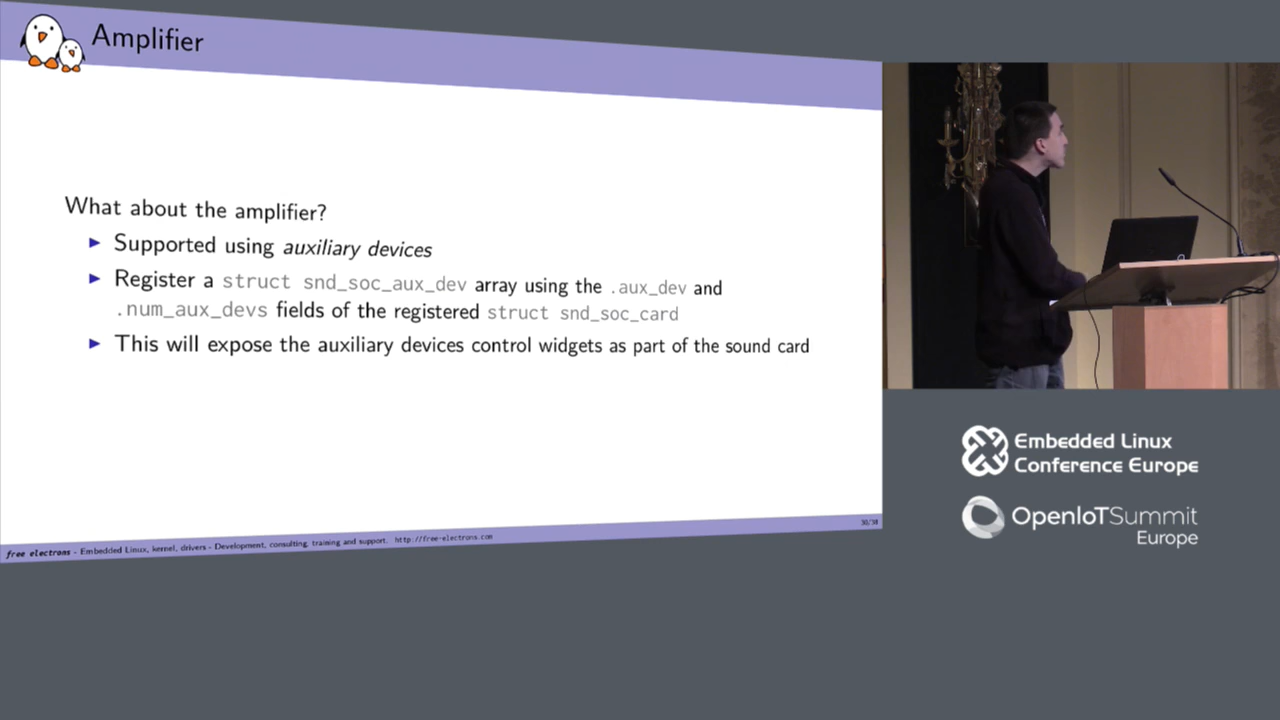 Amplifier
What about the amplifier?
Supported using auxiliary devices
Register a struct snd_soc_aux_dev array using the .aux_dev and
.num_aux_devs fields of the registered struct snd_soc_card
This will expose the auxiliary devices control widgets as part of the sound card
free electrons - Embedded Linux, kernel, drivers - Development, consulting, training and support. http://free-electrons.com
30/38
Embedded Linux
Conference Europe
OpenIoTSummit
Europe